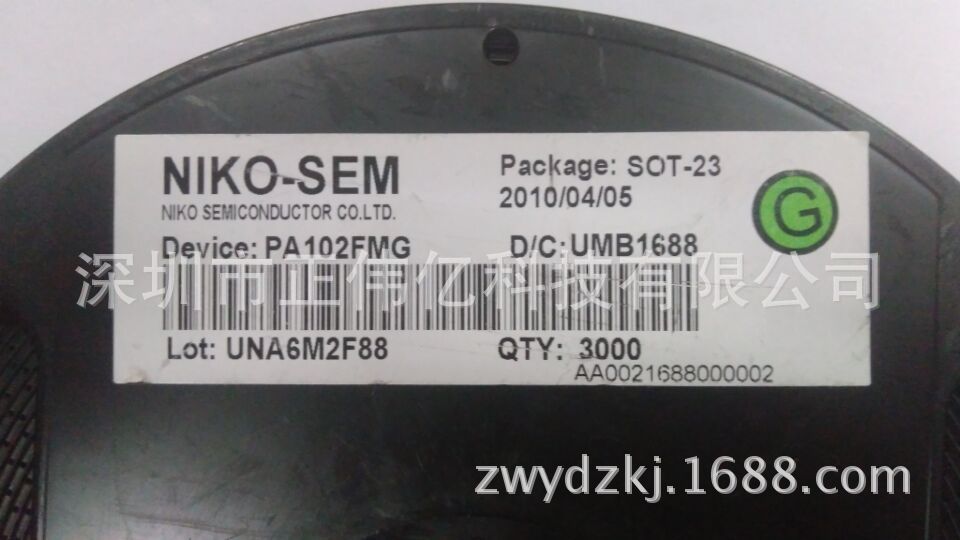 NIKO-SEM
NIKO SEMICONDUCTOR CO.LTD.
Package: SOT-23
2010/04/05
G
Device: PA102FMG
D/C: UMB1688
深圳市正伟亿科技有限公司
Lot: UNA6M2F88
QTY: 3000
AA0021688000002
zwydzkj.1688.com